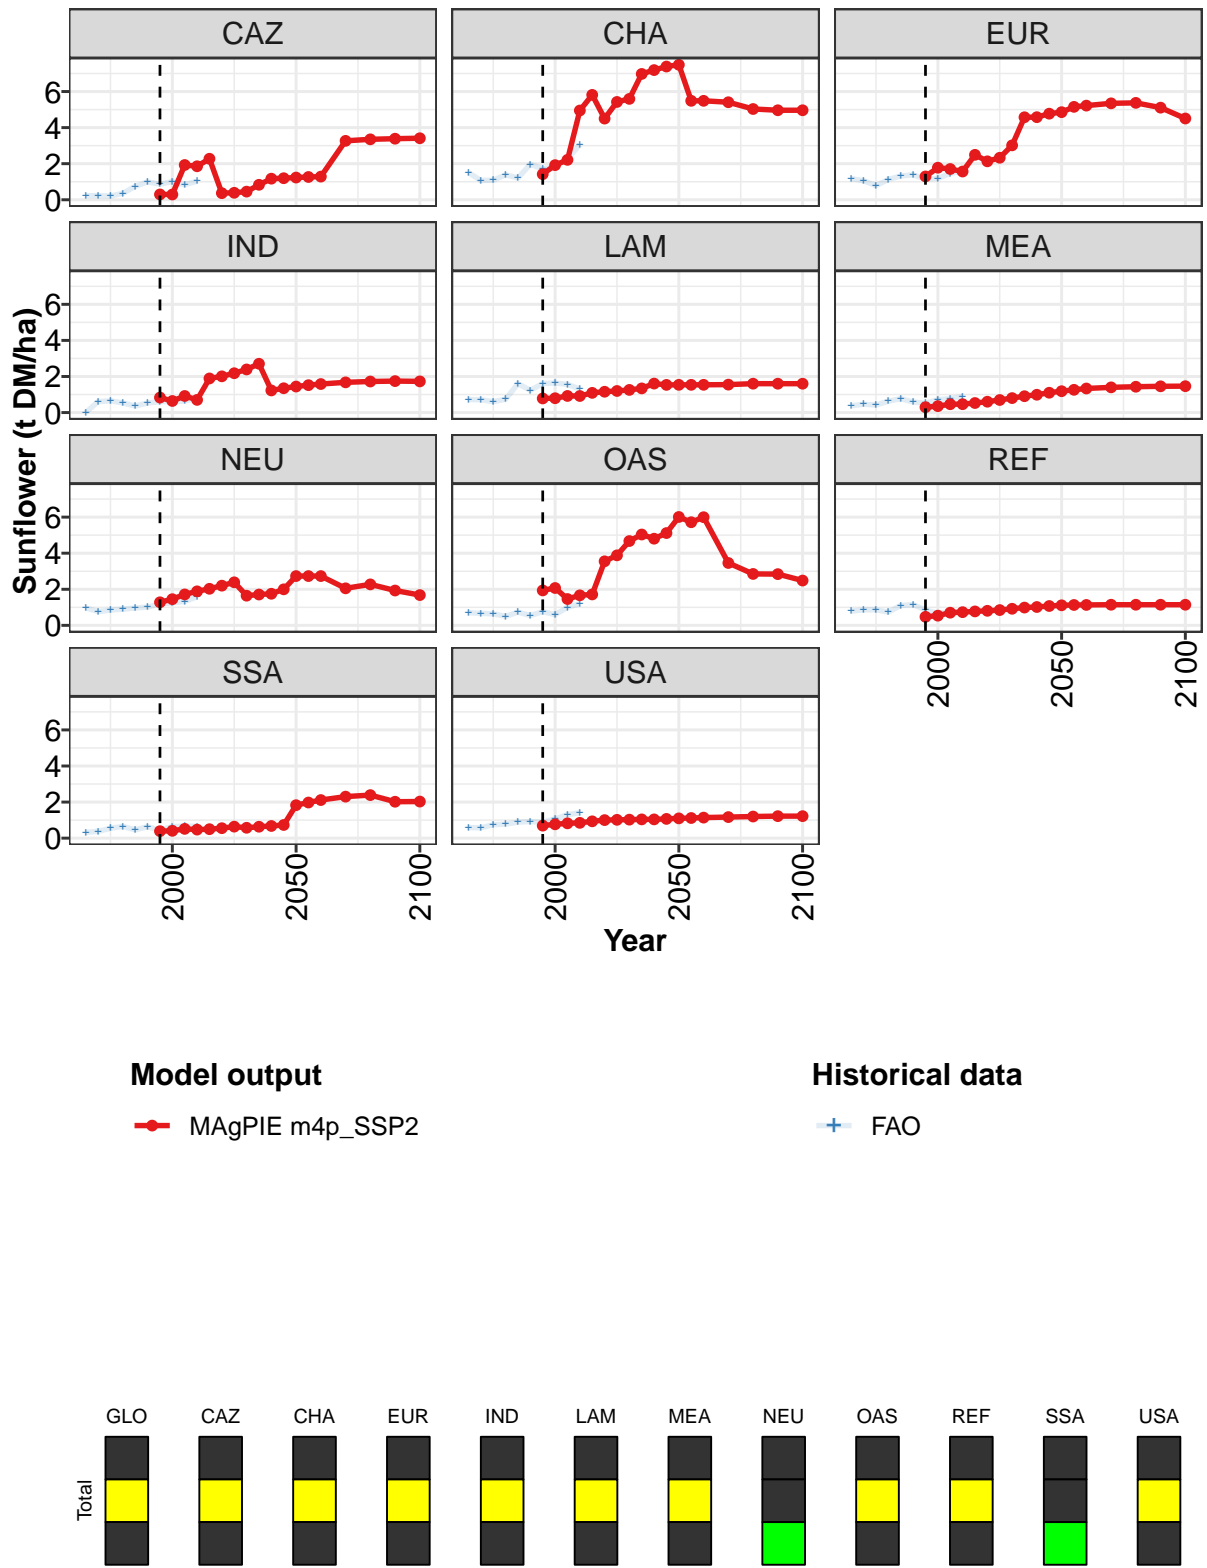 CAZ CHA EUR
6
4
2
0
IND LAM MEA
6
4
2
0
NEU OAS REF
6
4
2
0
2000 2050 2100
SSA USA
6
4
2
0
2000 2050 2100 2000 2050 2100
Sunflower (t DM/ha)
Year
Model output Historical data
MAgPIE m4p_SSP2 FAO
GLO CAZ CHA EUR IND LAM MEA NEU OAS REF SSA USA
Total